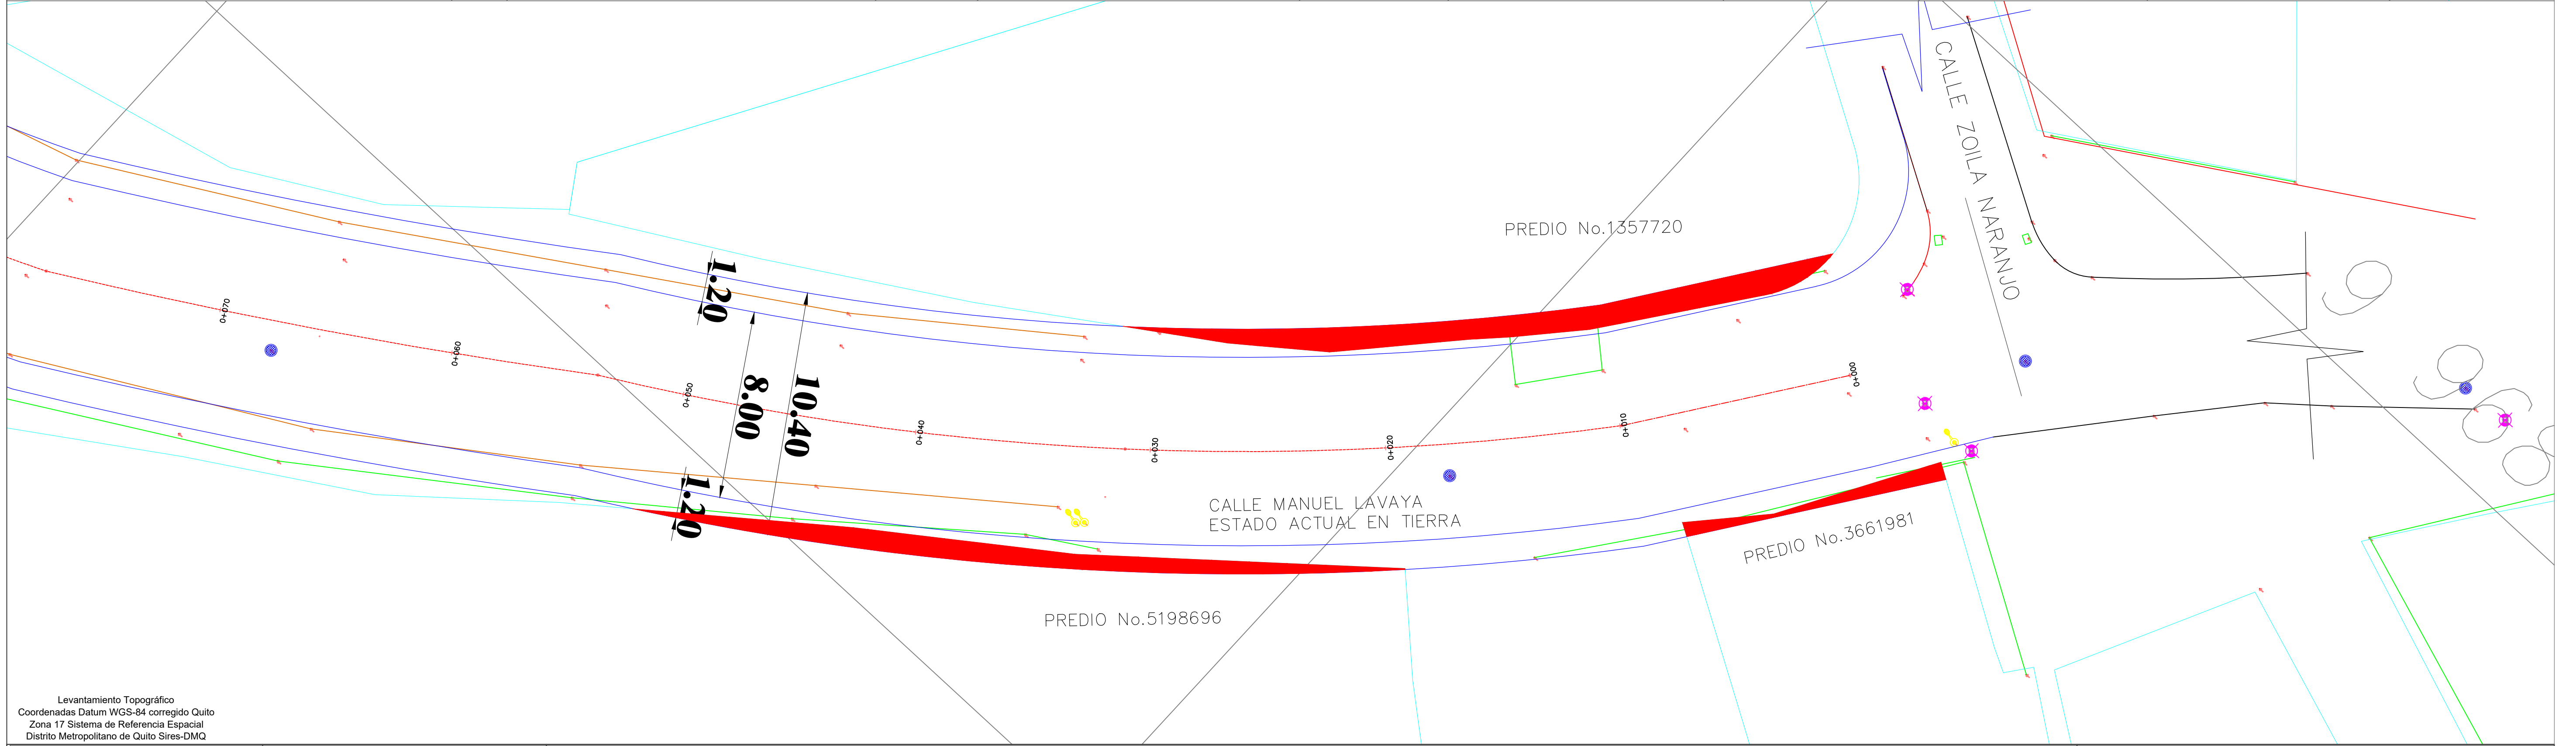 CALLE ZOILA NARANJO
PREDIO No.1357720
1.20
0+070
0+060
0+050
8.00
10.40
0+040
0+030
0+020
0+010
0+000
1.20
CALLE MANUEL LAVAYA
ESTADO ACTUAL EN TIERRA
PREDIO No.3661981
PREDIO No.5198696
Levantamiento Topográfico
Coordenadas Datum WGS-84 corregido Quito
Zona 17 Sistema de Referencia Espacial
Distrito Metropolitano de Quito Sires-DMQ